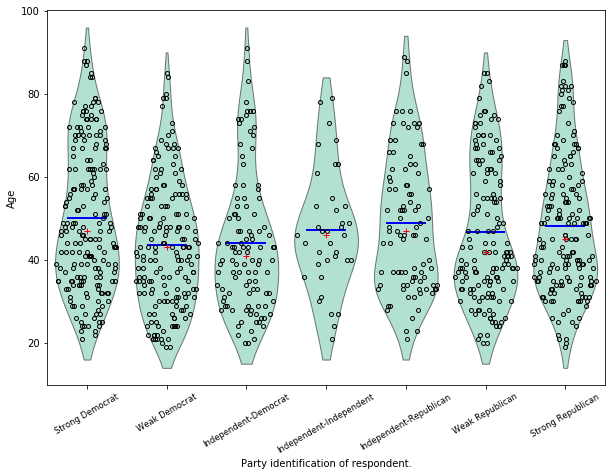 100
80
60
40
20
Age
Strong Democrat
Weak Democrat
Independent-Democrat
Independent-Independent
Independent-Republican
Weak Republican
Strong Republican
Party identification of respondent.